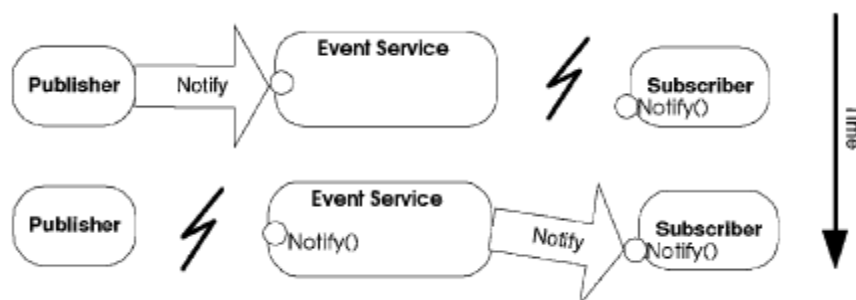 Event Service
Publisher
Notify
Subscriber
Notify()
Time
Event Service
Publisher
Notify()
Notify
Subscriber
Notify()